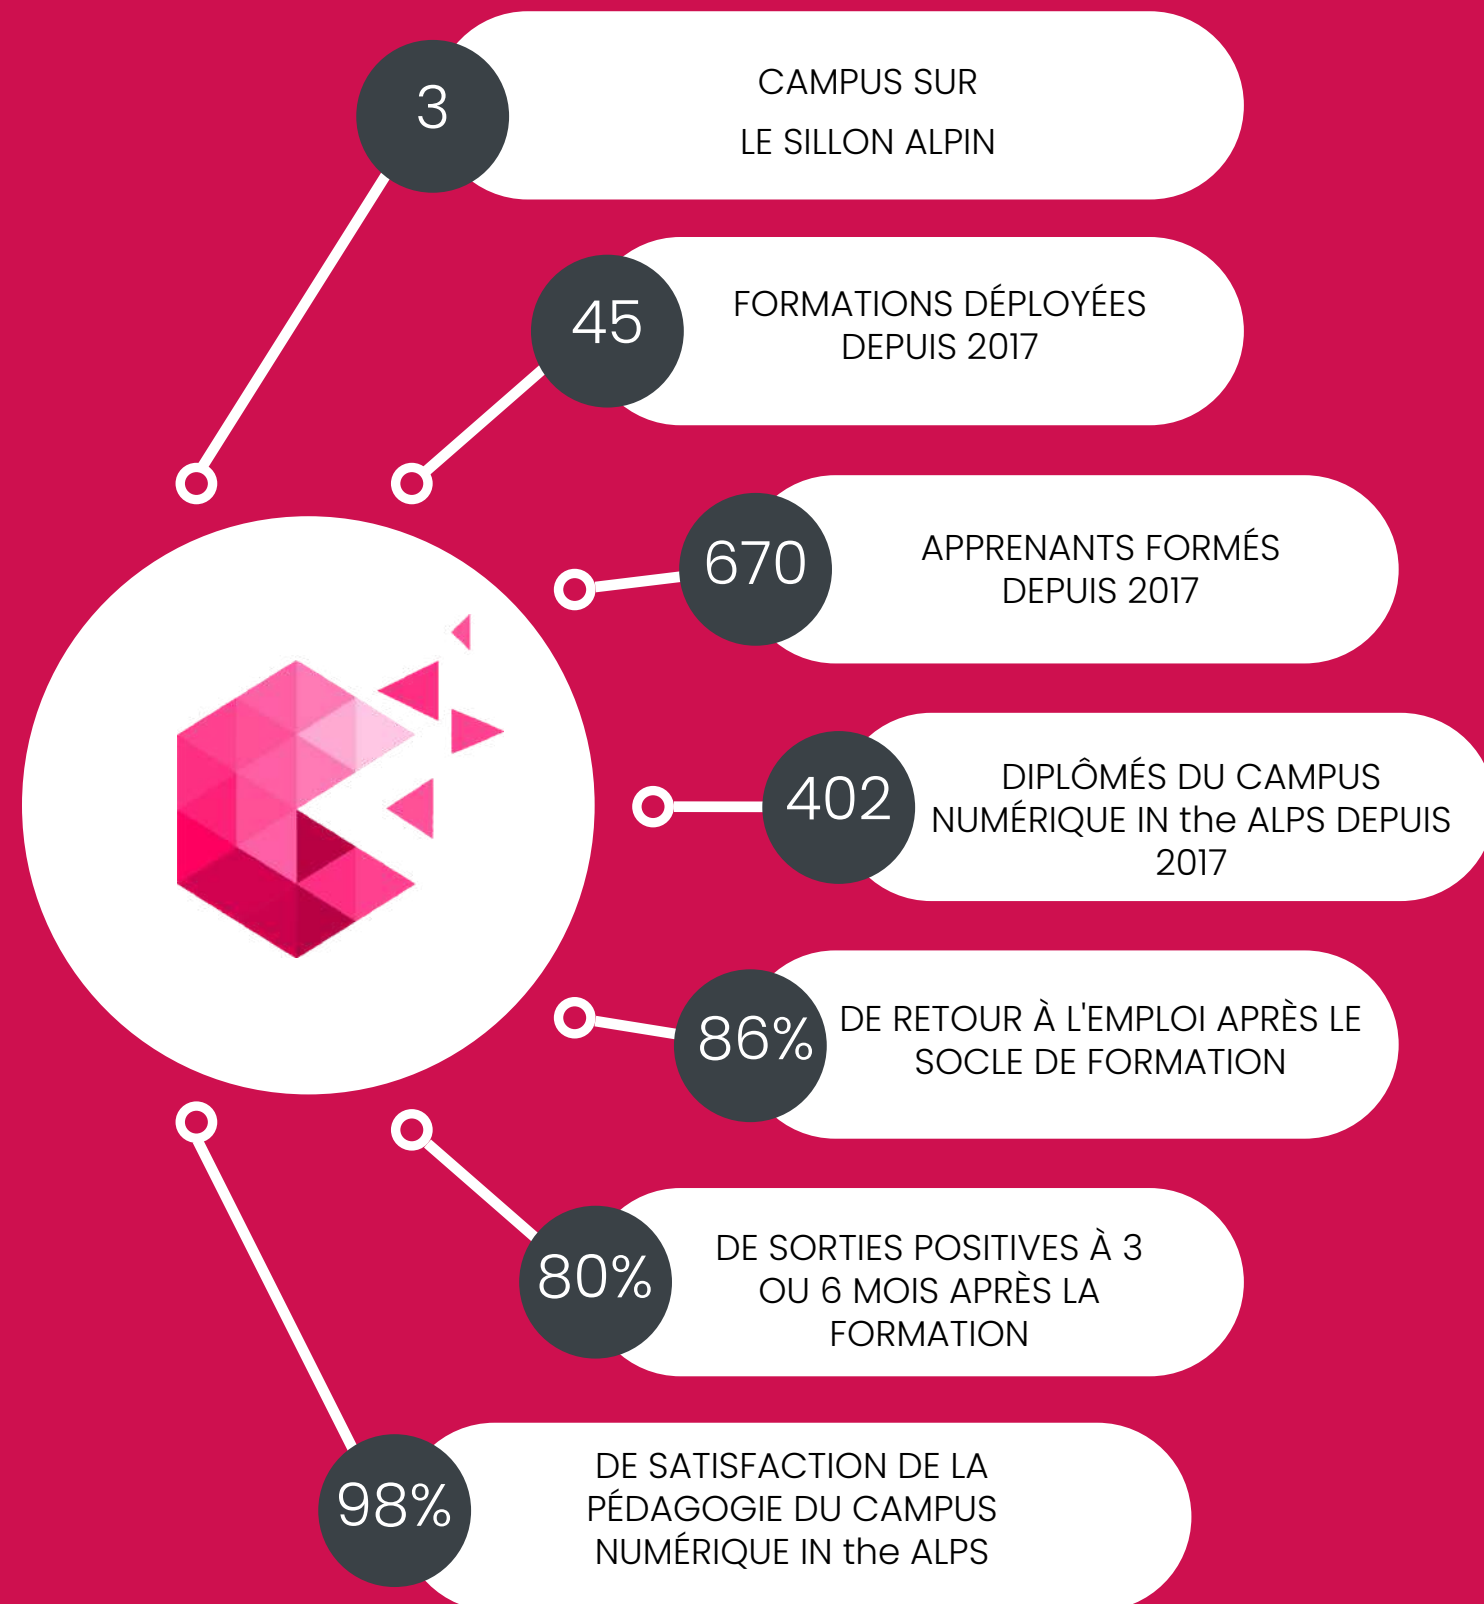 3
CAMPUS SUR
LE SILLON ALPIN
45
FORMATIONS DÉPLOYÉES
DEPUIS 2017
670
APPRENANTS FORMÉS
DEPUIS 2017
402
DIPLÔMÉS DU CAMPUS
NUMÉRIQUE IN the ALPS DEPUIS
2017
86%
DE RETOUR À L'EMPLOI APRÈS LE
SOCLE DE FORMATION
80%
DE SORTIES POSITIVES À 3
OU 6 MOIS APRÈS LA
FORMATION
98%
DE SATISFACTION DE LA
PÉDAGOGIE DU CAMPUS
NUMÉRIQUE IN the ALPS